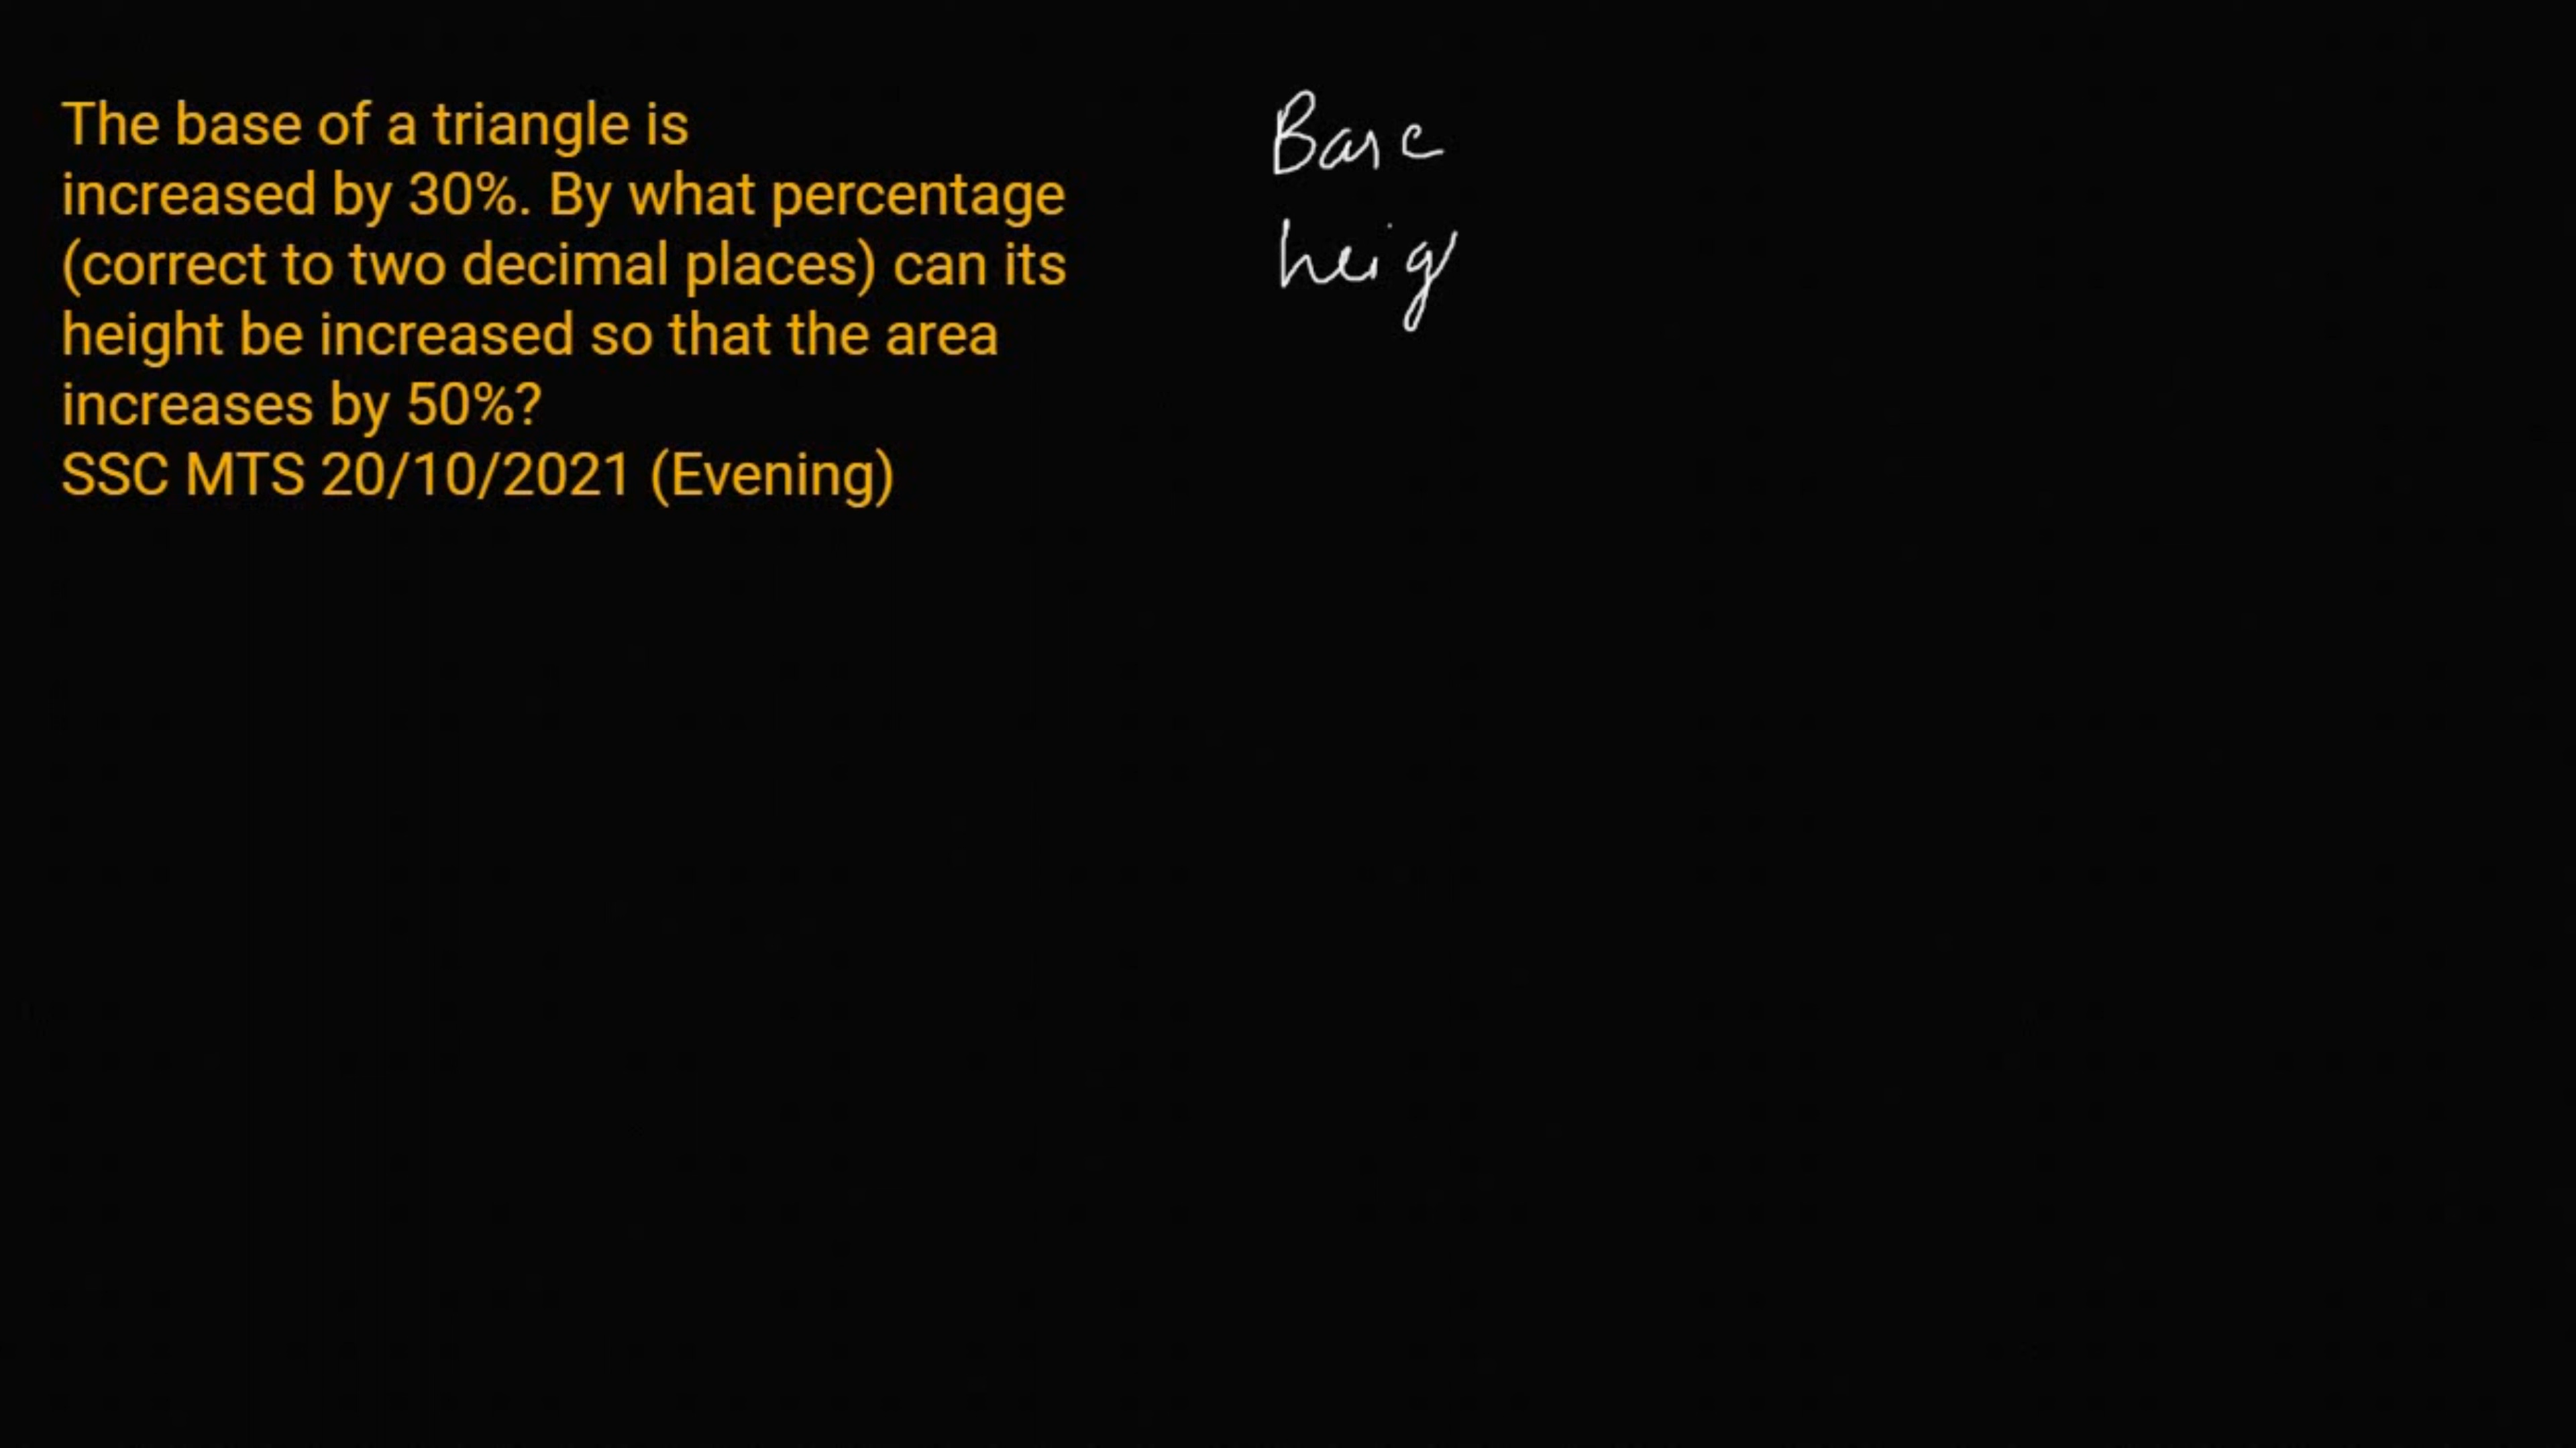 The base of a triangle is
increased by 30%. By what percentage
(correct to two decimal places) can its
height be increased so that the area
increases by 50%?
SSC MTS 20/10/2021 (Evening)
Base
heig